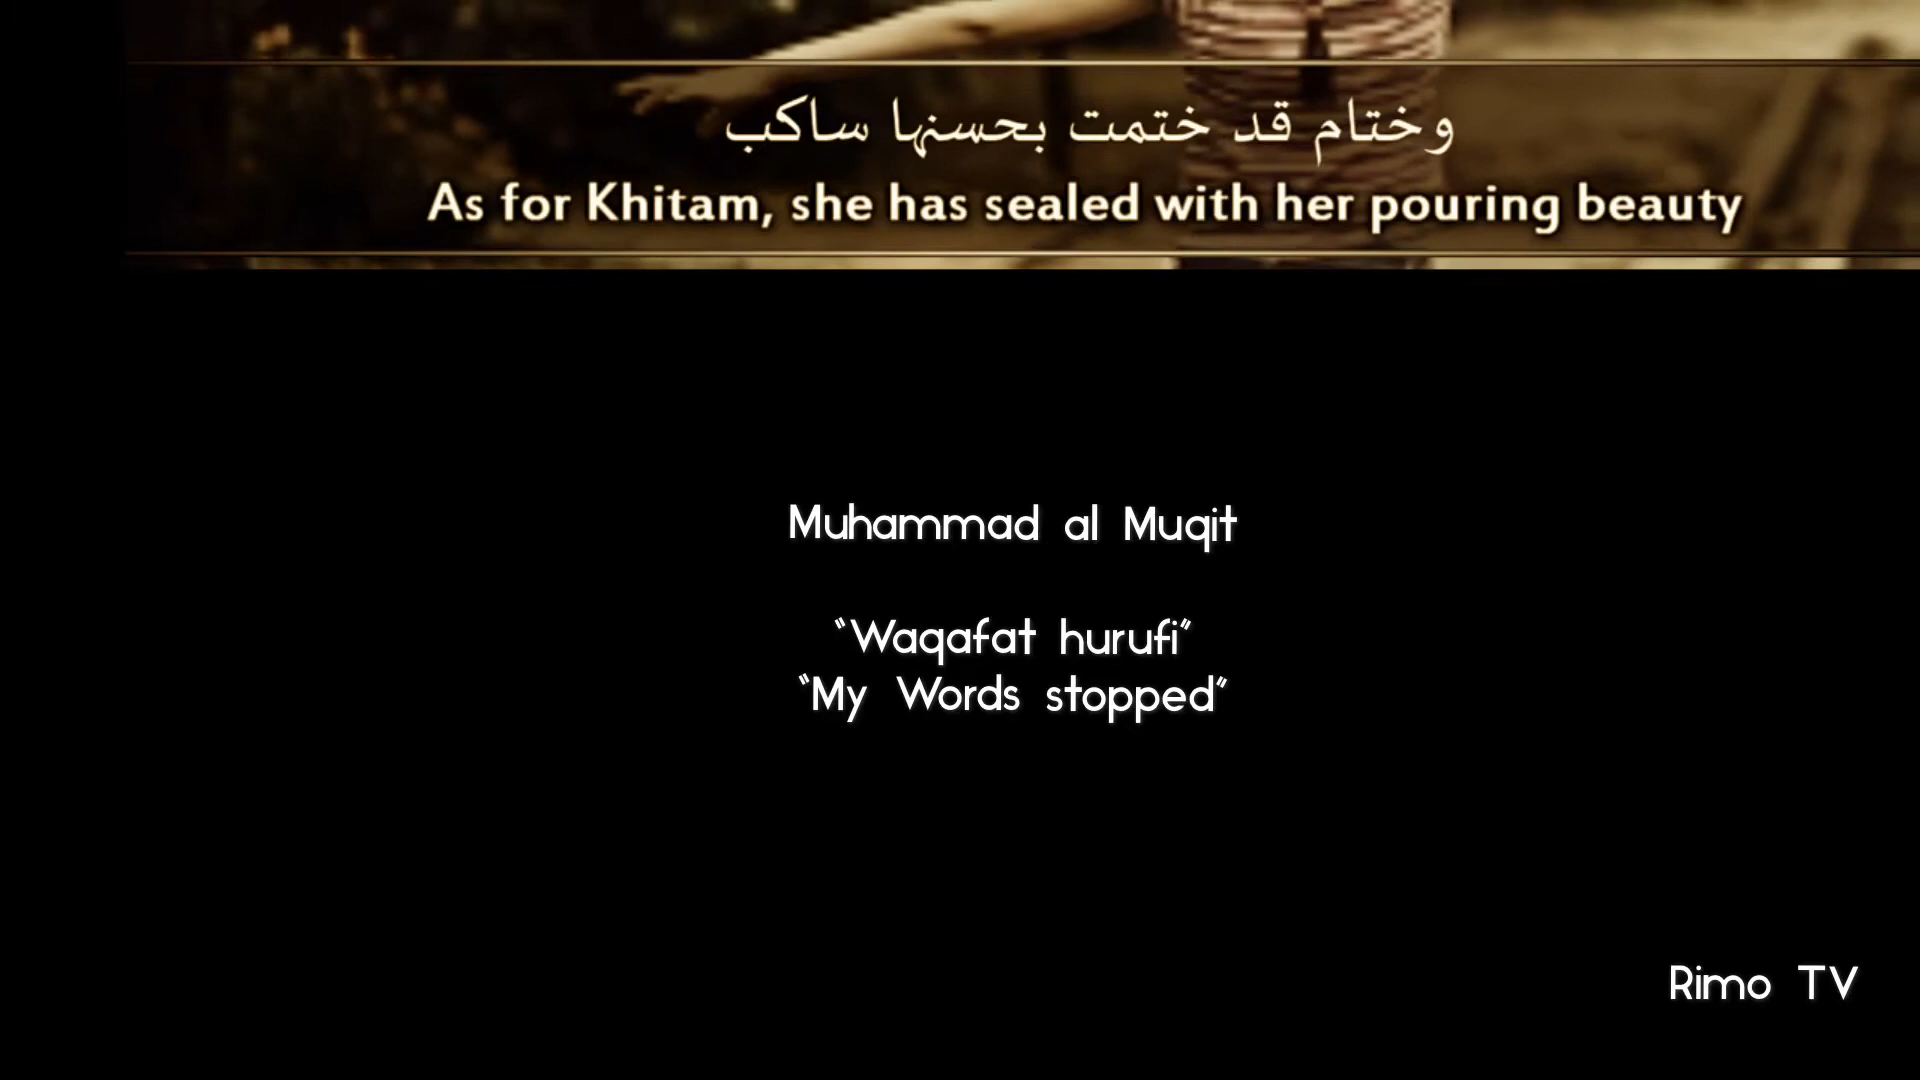 وختام قد ختمت بحسنها ساكب
As for Khitam, she has sealed with her pouring beauty
Muhammad al Muqit
"Waqafat hurufi"
"My Words stopped"
Rimo TV